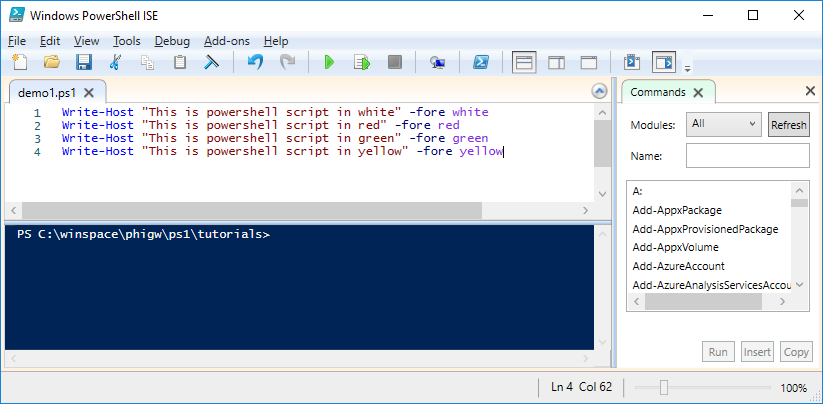 Windows PowerShell ISE
File Edit View Tools Debug Add-ons Help
demo1.ps1
1 Write-Host "This is powershell script in white" -fore white
2 Write-Host "This is powershell script in red" -fore red
3 Write-Host "This is powershell script in green" -fore green
4 Write-Host "This is powershell script in yellow" -fore yellow
PS C:\winspace\phigw\ps1\tutorials>
Commands
Modules: All Refresh
Name:
A:
Add-AppxPackage
Add-AppxProvisionedPackage
Add-AppxVolume
Add-AzureAccount
Add-AzureAnalysisServicesAccou
Run Insert Copy
Ln 4 Col 62 100%